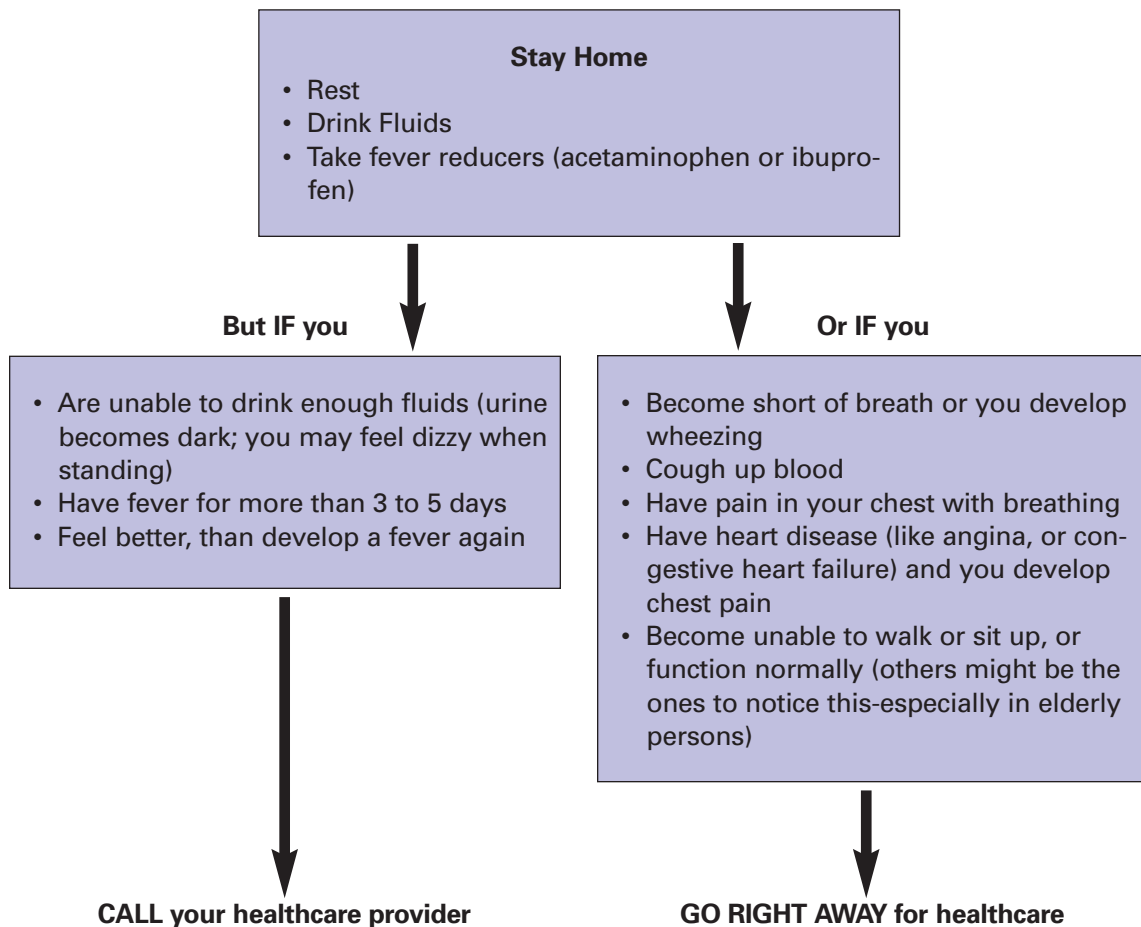 Stay Home
• Rest
• Drink Fluids
• Take fever reducers (acetaminophen or ibupro-
fen)
But IF you
• Are unable to drink enough fluids (urine
becomes dark; you may feel dizzy when
standing)
• Have fever for more than 3 to 5 days
• Feel better, than develop a fever again
CALL your healthcare provider
Or IF you
• Become short of breath or you develop
wheezing
• Cough up blood
• Have pain in your chest with breathing
• Have heart disease (like angina, or con-
gestive heart failure) and you develop
chest pain
• Become unable to walk or sit up, or
function normally (others might be the
ones to notice this-especially in elderly
persons)
GO RIGHT AWAY for healthcare